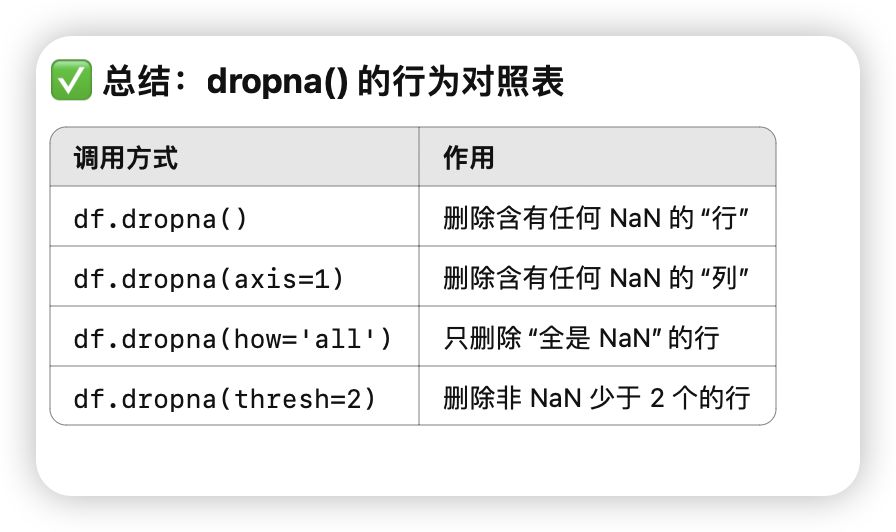 ✅ 总结：dropna() 的行为对照表
调用方式 作用
df.dropna() 删除含有任何 NaN 的 “行”
df.dropna(axis=1) 删除含有任何 NaN 的 “列”
df.dropna(how='all') 只删除 “全是 NaN” 的行
df.dropna(thresh=2) 删除非 NaN 少于 2 个的行